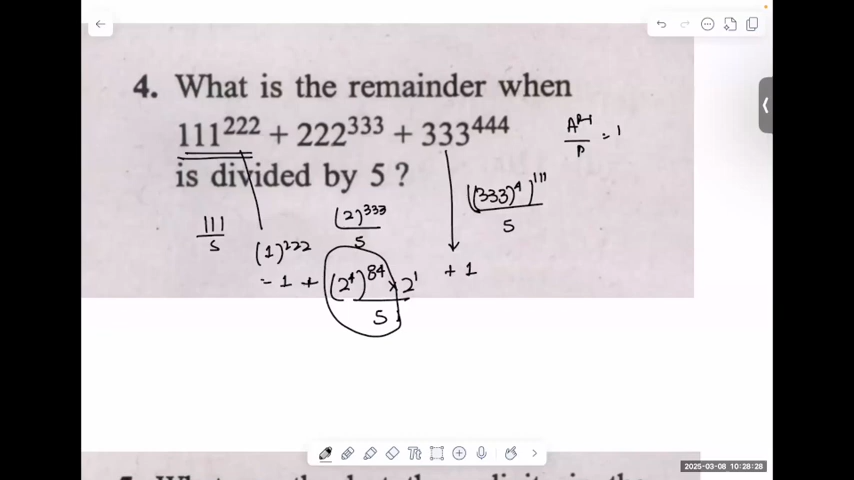 4. What is the remainder when
111^222 + 222^333 + 333^444
is divided by 5 ?
A^P-1 / P = 1
((333)^4)^111 / 5
111 / 5
(2)^333 / 5
(1)^222
= 1 + (2^4)^84 × 2^1 / 5 + 1
Tt
2025-03-08 10:28:28